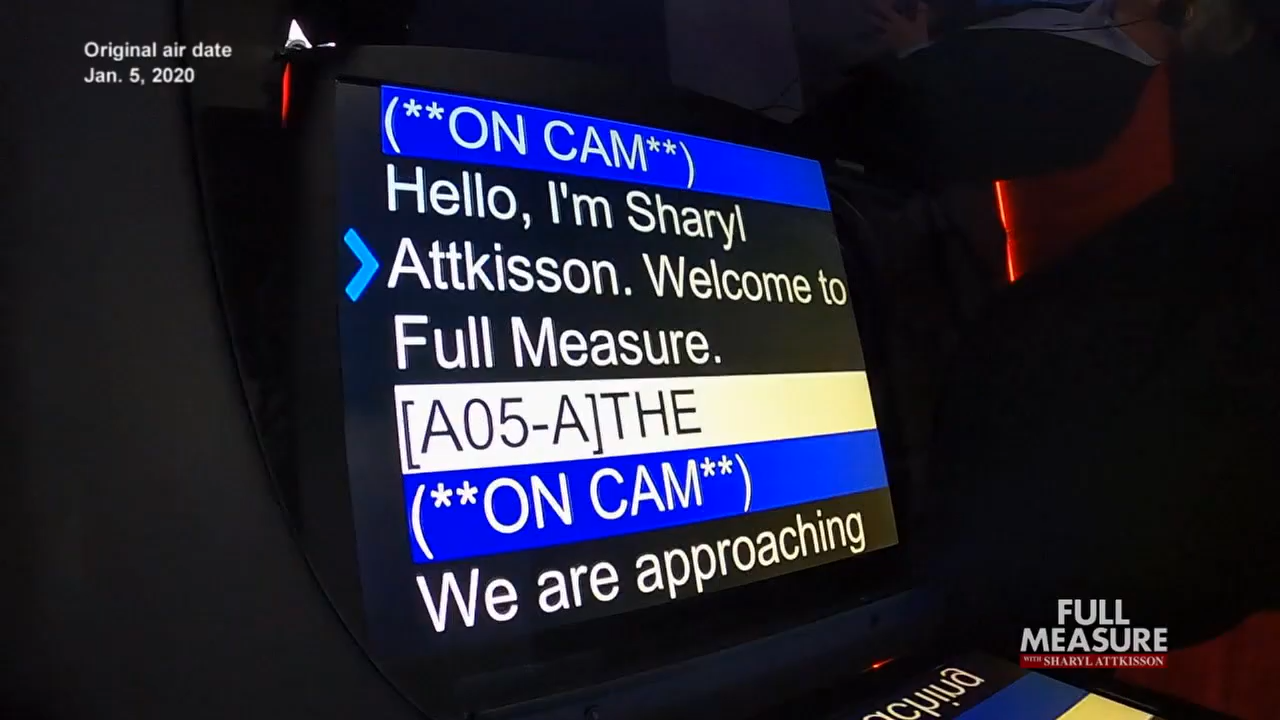 Original air date
Jan. 5, 2020
(**ON CAM**)
Hello, I'm Sharyl
Attkisson. Welcome to
Full Measure.
[A05-A]THE
(**ON CAM**)
We are approaching
FULL
MEASURE
WITH SHARYL ATTKISSON